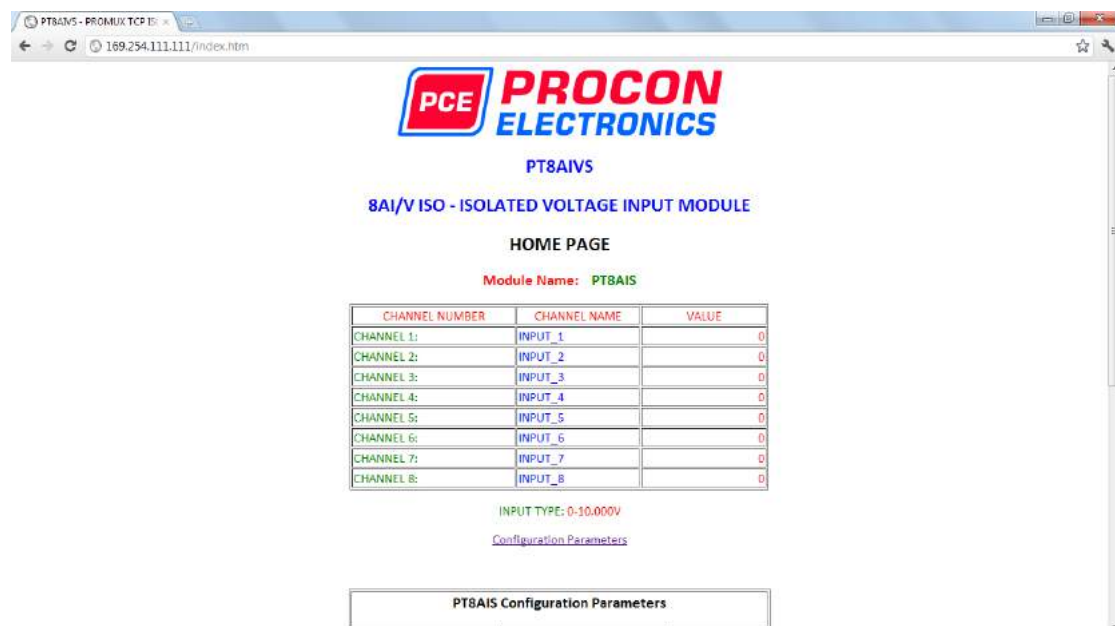 PT8AIVS - PROMUX TCP IS
169.254.111.111/index.htm
PCE PROCON
ELECTRONICS
PT8AIVS
8AI/V ISO - ISOLATED VOLTAGE INPUT MODULE
HOME PAGE
Module Name: PT8AIS
CHANNEL NUMBER CHANNEL NAME VALUE
CHANNEL 1: INPUT_1 0
CHANNEL 2: INPUT_2 0
CHANNEL 3: INPUT_3 0
CHANNEL 4: INPUT_4 0
CHANNEL 5: INPUT_5 0
CHANNEL 6: INPUT_6 0
CHANNEL 7: INPUT_7 0
CHANNEL 8: INPUT_8 0
INPUT TYPE: 0-10.000V
Configuration Parameters
PT8AIS Configuration Parameters